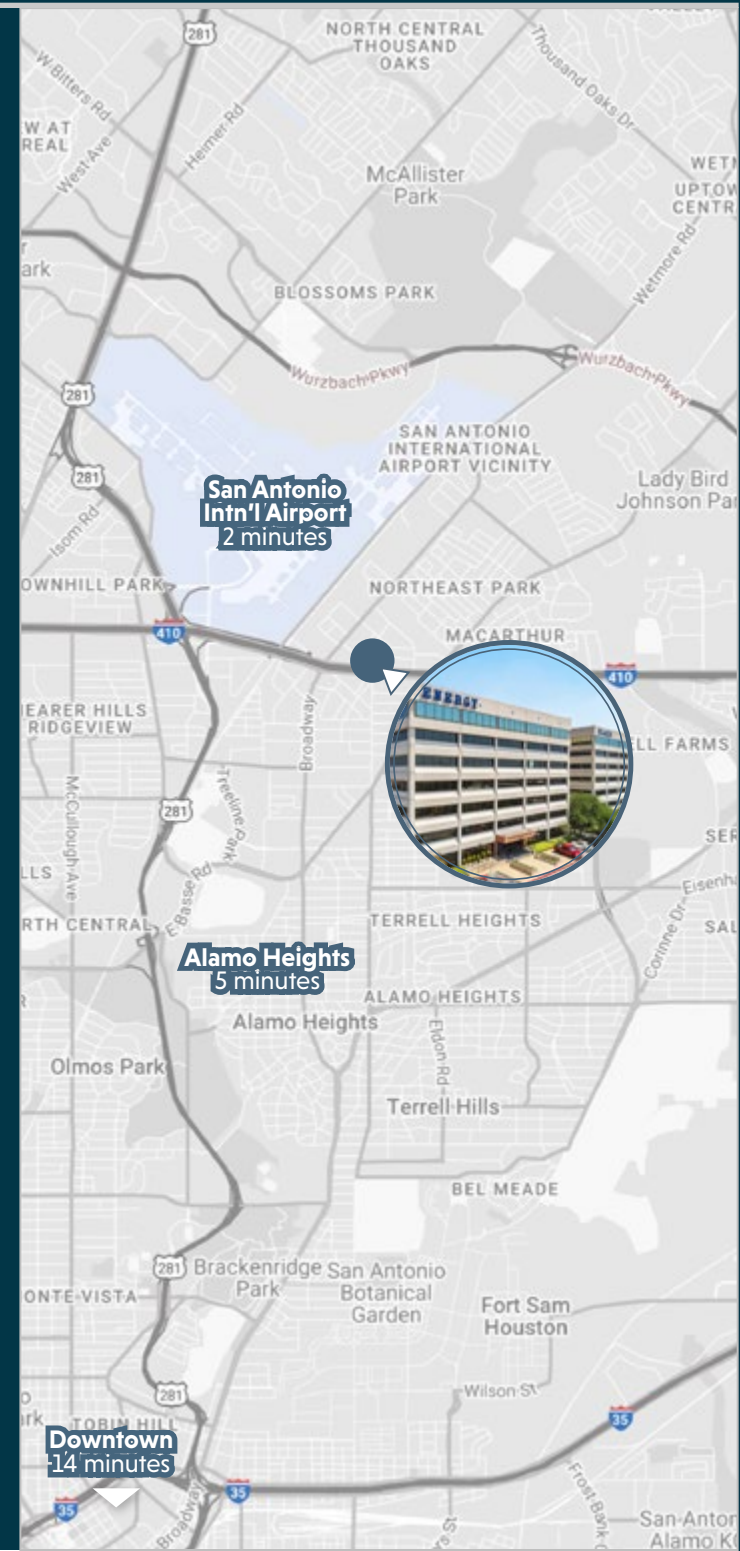 281
NORTH CENTRAL
THOUSAND
OAKS
Thousand Oaks Dr
W Bitters Rd
W AT
REAL
West Ave
Heimer Rd
McAllister
Park
UPTOW
CENTR
ark
Wetmore Rd
BLOSSOMS PARK
Wurzbach Pkwy
Wurzbach Pkwy
281
SAN ANTONIO
INTERNATIONAL
AIRPORT VICINITY
281
Lady Bird
Johnson Par
San Antonio
Intn'l Airport
2 minutes
Isom Rd
OWNHILL PARK
NORTHEAST PARK
410
MACARTHUR
410
ENERGY
EARER HILLS
RIDGEVIEW
Broadway
ELL FARMS
McCullough Ave
Treeline Park
281
SER
LLS
E Basse Rd
Eisenha
RTH CENTRAL
TERRELL HEIGHTS
SAL
Corinne Dr
Alamo Heights
5 minutes
ALAMO HEIGHTS
Alamo Heights
Eldon Rd
Olmos Park
Terrell Hills
BEL MEADE
281
Brackenridge
Park
San Antonio
Botanical
Garden
ONTE VISTA
Fort Sam
Houston
281
Wilson St
ark
TOBIN HILL
35
Downtown
14 minutes
35
35
Broadway
Frost Bank C
San Anton
Alamo K